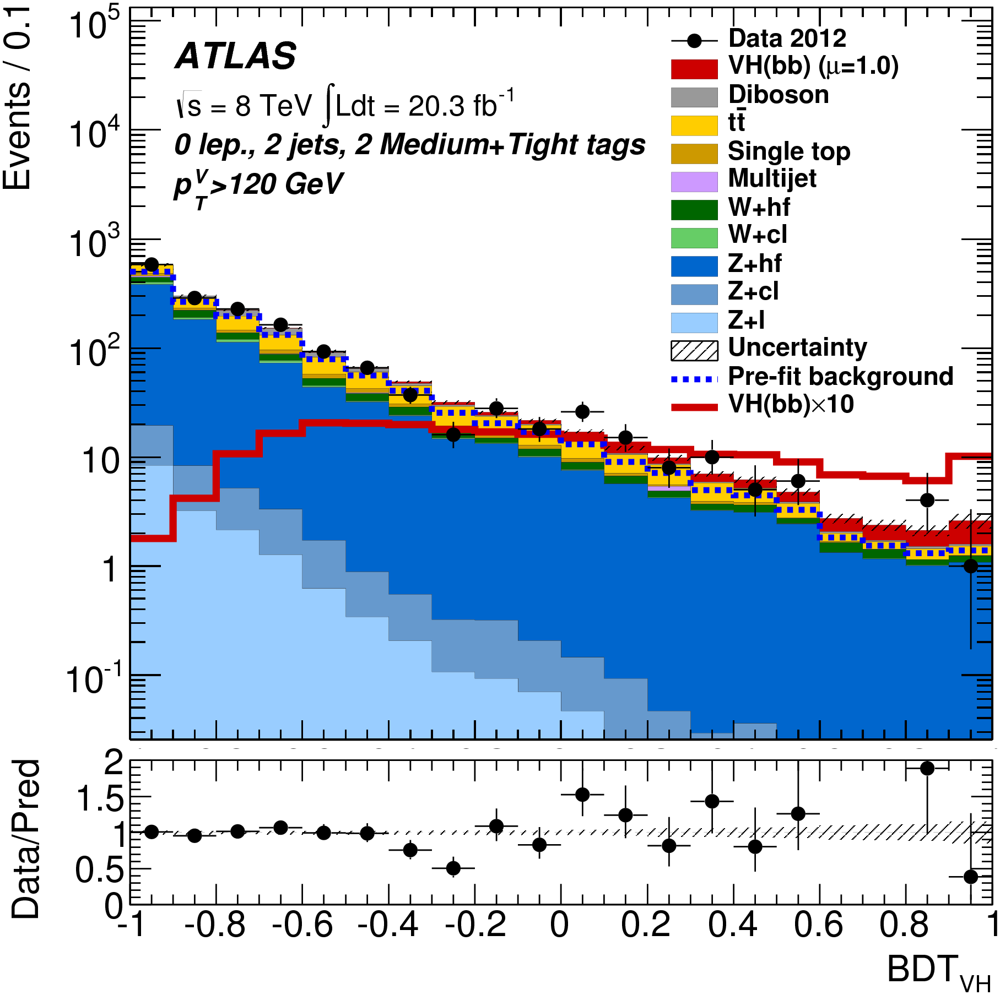 Events / 0.1
10⁵
10⁴
10³
10²
10
1
10⁻¹
ATLAS
√s = 8 TeV ∫Ldt = 20.3 fb⁻¹
0 lep., 2 jets, 2 Medium+Tight tags
p_T^V>120 GeV
Data 2012
VH(bb) (μ=1.0)
Diboson
tt̄
Single top
Multijet
W+hf
W+cl
Z+hf
Z+cl
Z+l
Uncertainty
Pre-fit background
VH(bb)×10
Data/Pred
2
1.5
1
0.5
0
-1 -0.8 -0.6 -0.4 -0.2 0 0.2 0.4 0.6 0.8 1
BDT_VH